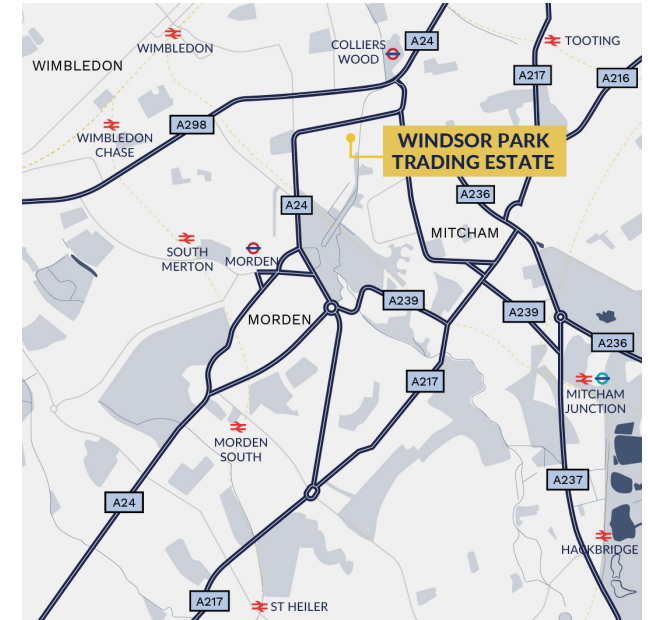 A24
COLLIERS
WOOD
TOOTING
WIMBLEDON
WIMBLEDON
A217
A216
A298
WIMBLEDON
CHASE
WINDSOR PARK
TRADING ESTATE
A236
A24
MITCHAM
SOUTH
MERTON
MORDEN
A239
A239
MORDEN
A236
A217
MITCHAM
JUNCTION
MORDEN
SOUTH
A237
A24
HACKBRIDGE
A217
ST HEILER